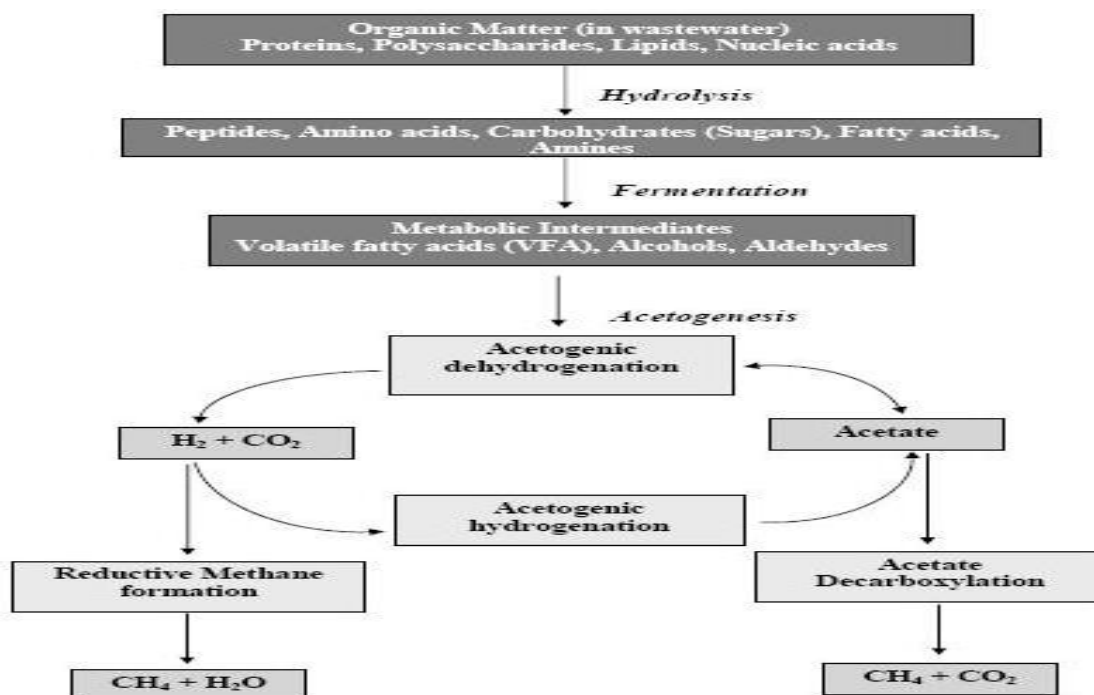 Organic Matter (in wastewater)
Proteins, Polysaccharides, Lipids, Nucleic acids
Hydrolysis
Peptides, Amino acids, Carbohydrates (Sugars), Fatty acids,
Amines
Fermentation
Metabolic Intermediates
Volatile fatty acids (VFA), Alcohols, Aldehydes
Acetogenesis
Acetogenic
dehydrogenation
H₂ + CO₂
Acetate
Acetogenic
hydrogenation
Reductive Methane
formation
Acetate
Decarboxylation
CH₄ + H₂O
CH₄ + CO₂